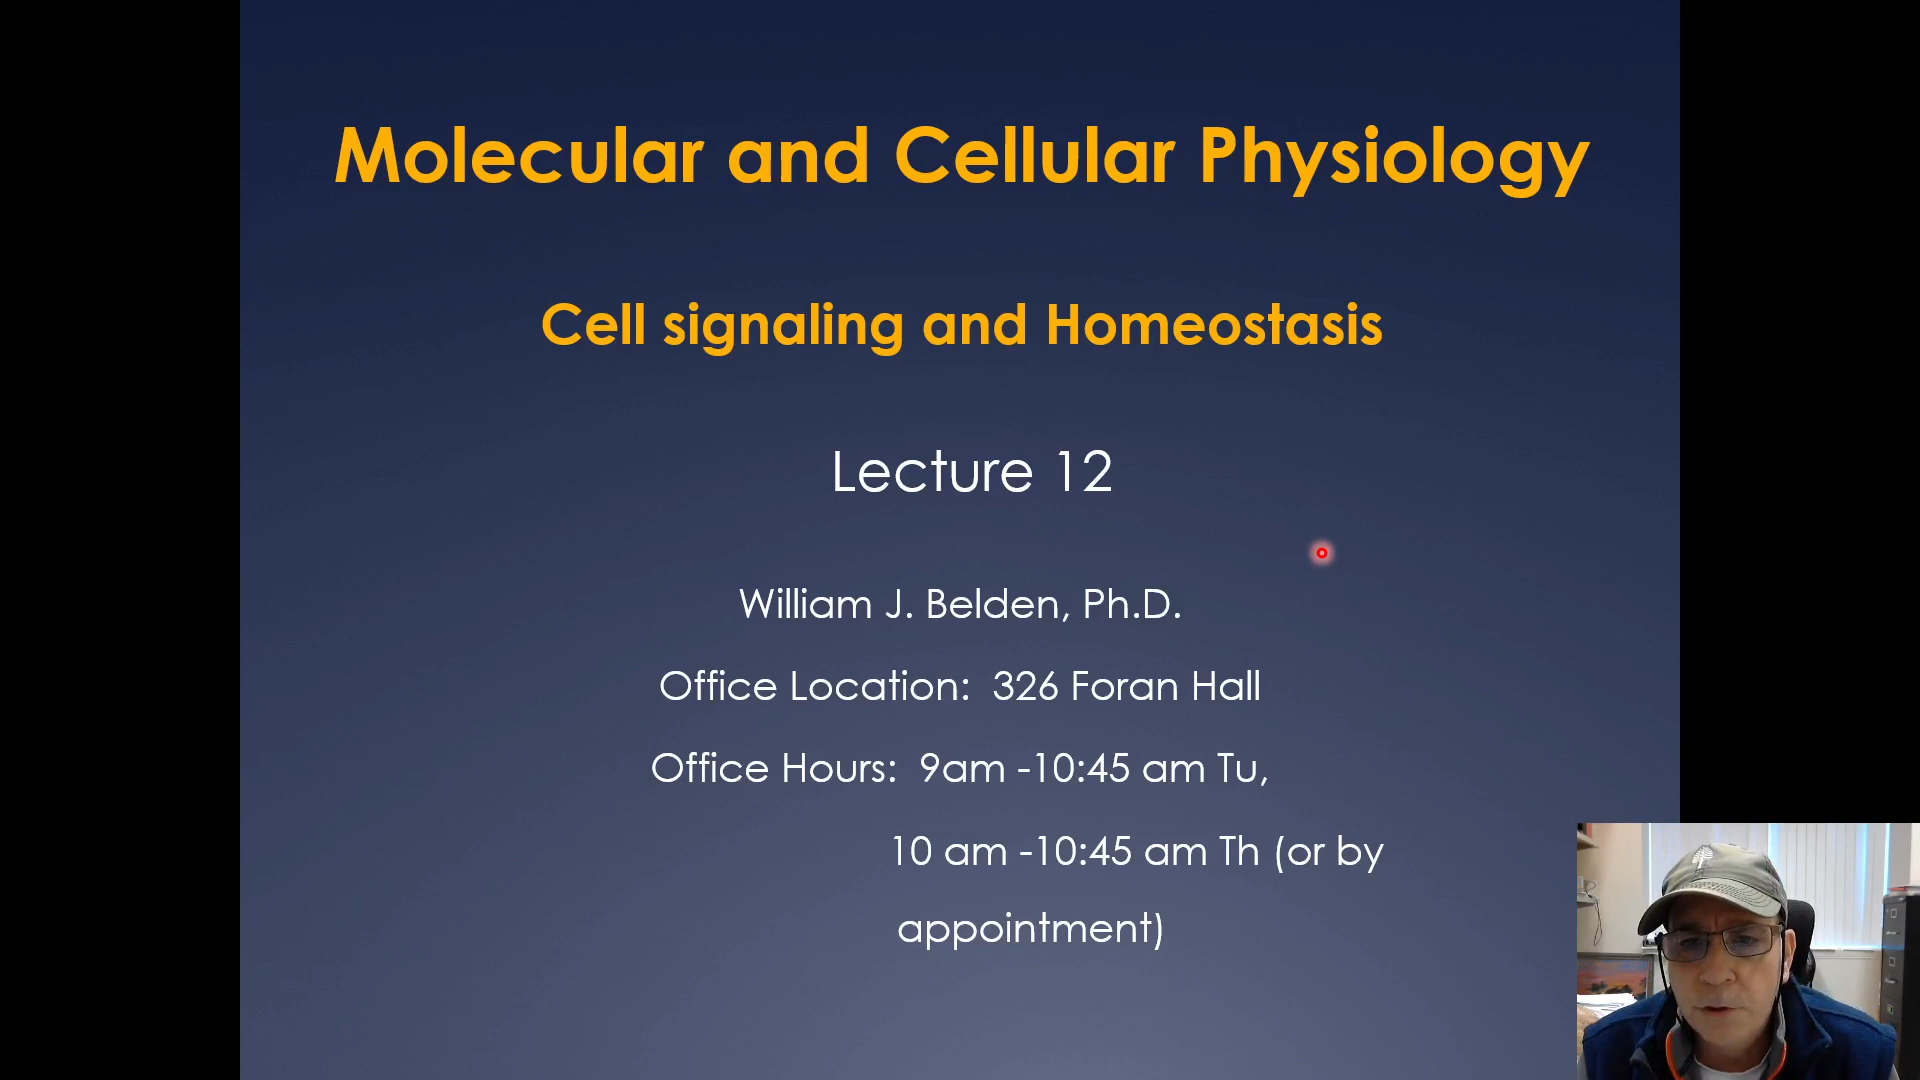 Molecular and Cellular Physiology
Cell signaling and Homeostasis
Lecture 12
William J. Belden, Ph.D.
Office Location:  326 Foran Hall
Office Hours:  9am -10:45 am Tu,
10 am -10:45 am Th (or by
appointment)